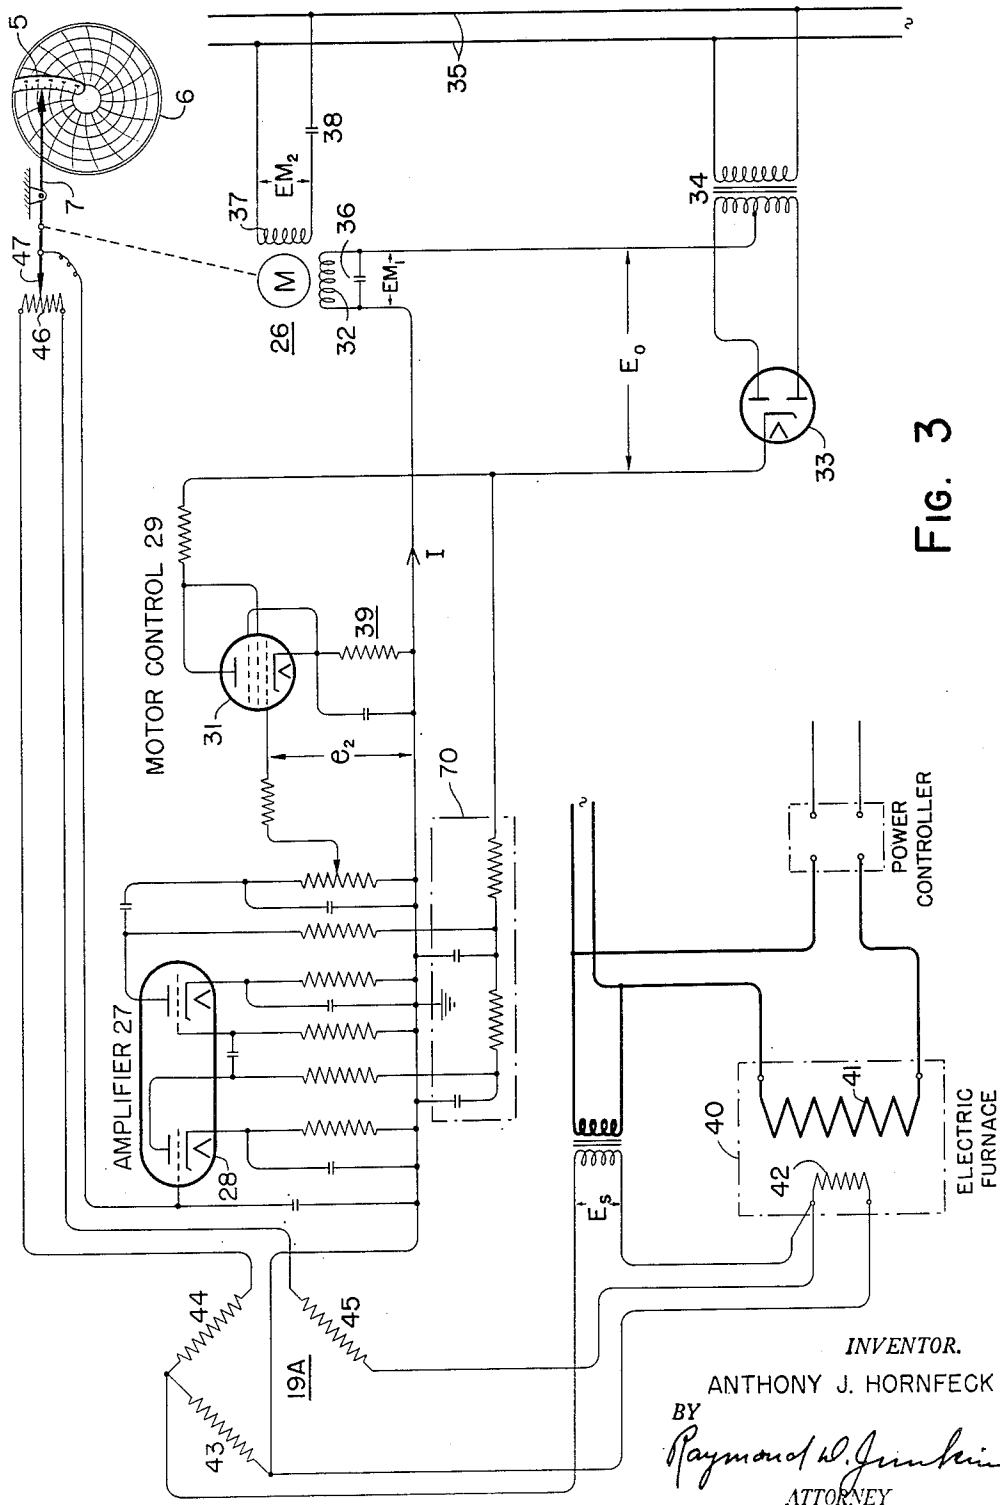 5
6
7
47
46
37
EM₂
38
35
~
M
26
36
32
EM₁
34
E₀
33
MOTOR CONTROL 29
31
39
I
e₂
70
AMPLIFIER 27
28
44
45
43
19A
Eₛ
~
POWER
CONTROLLER
40
41
42
ELECTRIC
FURNACE
FIG. 3
INVENTOR.
ANTHONY J. HORNFECK
BY
Raymond W. Junkin
ATTORNEY